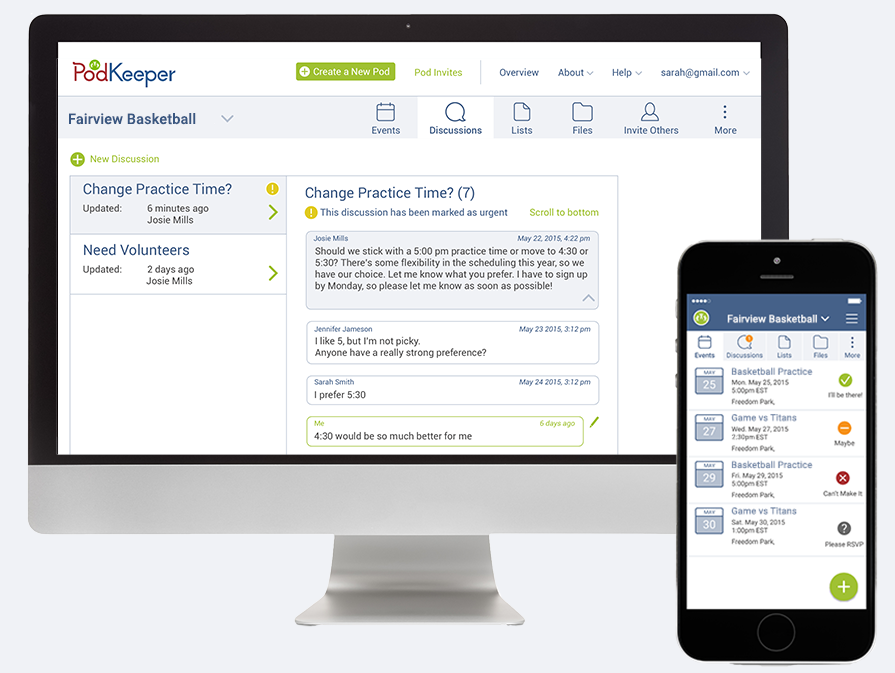 PodKeeper
Create a New Pod
Pod Invites
Overview
About
Help
sarah@gmail.com
Fairview Basketball
Events
Discussions
Lists
Files
Invite Others
More
New Discussion
Change Practice Time?
Updated: 6 minutes ago
Josie Mills
Need Volunteers
Updated: 2 days ago
Josie Mills
Change Practice Time? (7)
This discussion has been marked as urgent
Scroll to bottom
Josie Mills May 22, 2015, 4:22 pm
Should we stick with a 5:00 pm practice time or move to 4:30 or
5:30? There's some flexibility in the scheduling this year, so we
have our choice. Let me know what you prefer. I have to sign up
by Monday, so please let me know as soon as possible!
Jennifer Jameson May 23 2015, 3:12 pm
I like 5, but I'm not picky.
Anyone have a really strong preference?
Sarah Smith May 24 2015, 3:12 pm
I prefer 5:30
Me 6 days ago
4:30 would be so much better for me
Fairview Basketball
Events
Discussions
Lists
Files
More
MAY
25
Basketball Practice
Mon. May 25, 2015
5:00pm EST
Freedom Park,
I'll be there!
MAY
27
Game vs Titans
Wed. May 27, 2015
7:30pm EST
Freedom Park,
Maybe
MAY
29
Basketball Practice
Fri. May 29, 2015
5:00pm EST
Freedom Park,
Can't Make It
MAY
30
Game vs Titans
Sat. May 30, 2015
1:00pm EST
Freedom Park,
Please RSVP